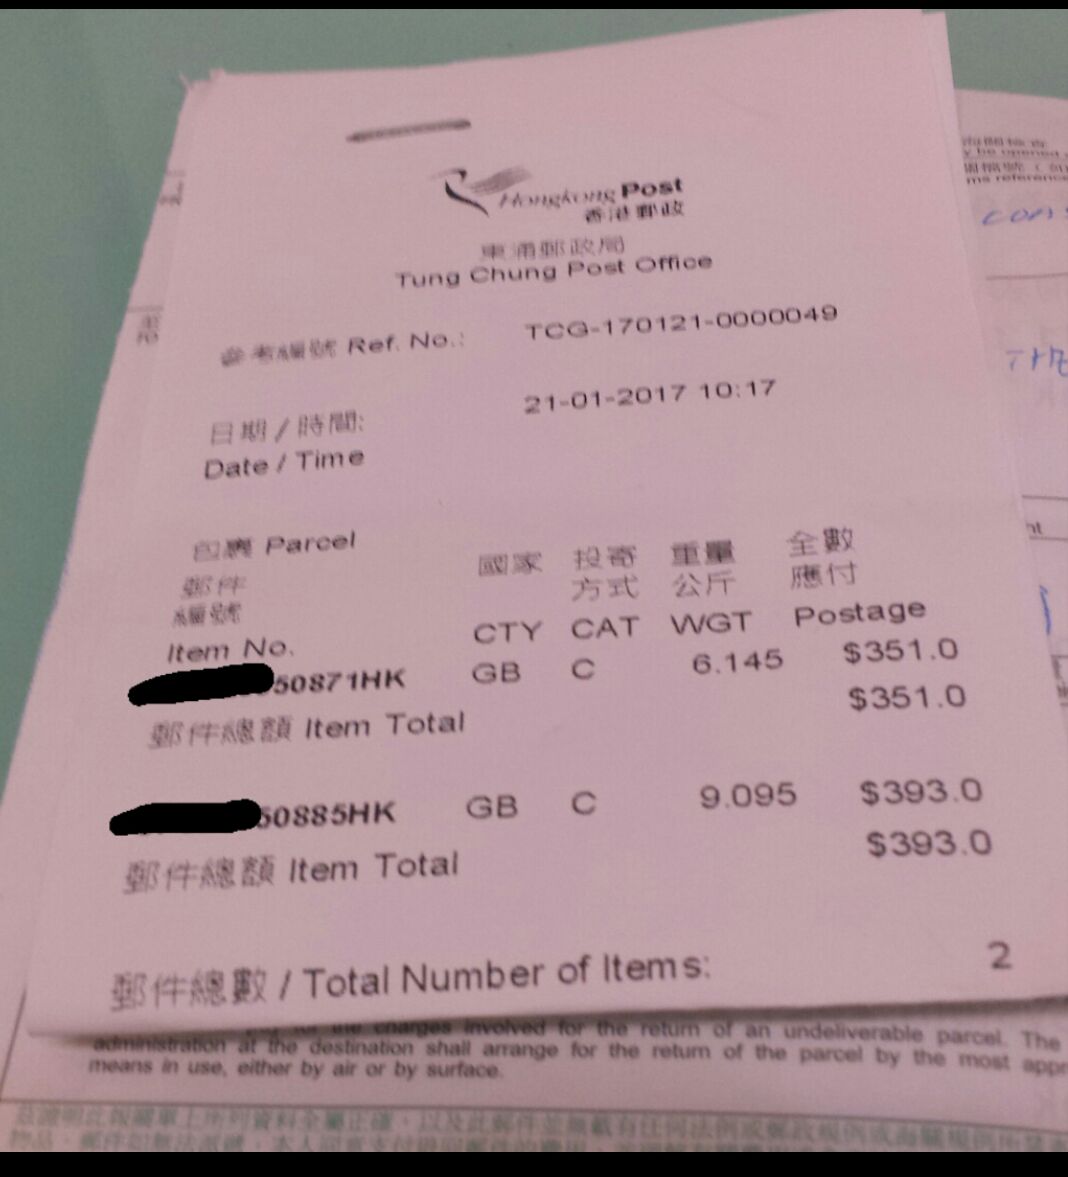 Hongkong Post
香港郵政
東涌郵政局
Tung Chung Post Office
參考編號 Ref. No.: TCG-170121-0000049
日期 / 時間: 21-01-2017 10:17
Date / Time
包裹 Parcel
郵件 國家 投寄 重量 全數
編號 方式 公斤 應付
Item No. CTY CAT WGT Postage
50871HK GB C 6.145 $351.0
郵件總額 Item Total $351.0
50885HK GB C 9.095 $393.0
郵件總額 Item Total $393.0
郵件總數 / Total Number of Items: 2
the charges involved for the return of an undeliverable parcel. The
administration at the destination shall arrange for the return of the parcel by the most
means in use, either by air or by surface.
be opened